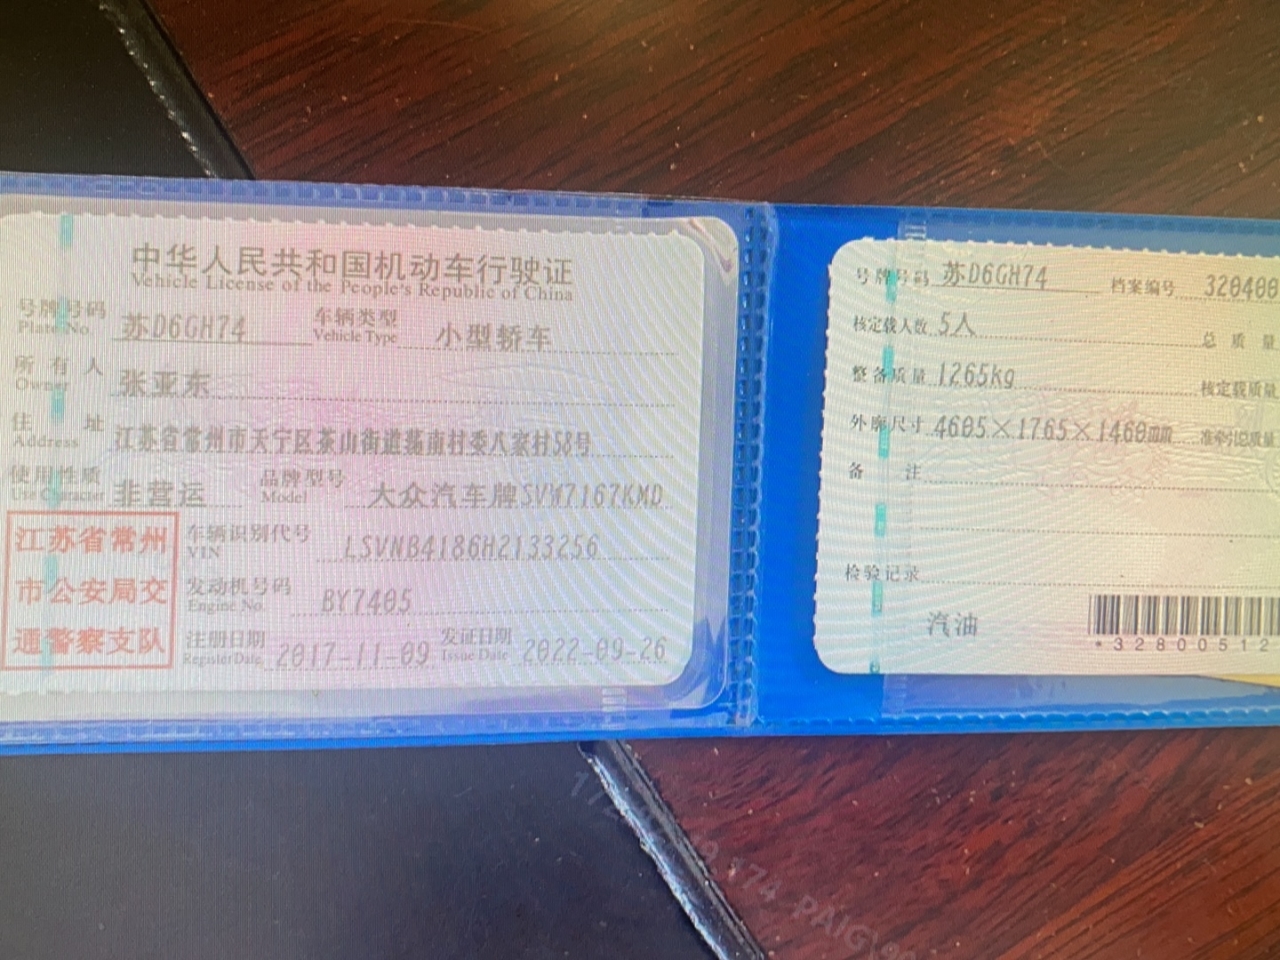 中华人民共和国机动车行驶证
Vehicle License of the People's Republic of China
号牌号码 苏D6GH74 车辆类型 小型轿车
Plate No. Vehicle Type
所有人 张亚东
Owner
住址 江苏省常州市天宁区茶山街道蒋南村委八家村58号
Address
使用性质 非营运 品牌型号 大众汽车牌SVW7167KMD
Use Character Model
江苏省常州
市公安局交
通警察支队
车辆识别代号 LSVNB4186H2133256
VIN
发动机号码 BY7405
Engine No.
注册日期 2017-11-09 发证日期 2022-09-26
Register Date Issue Date
号牌号码 苏D6GH74 档案编号 320400
核定载人数 5人 总质量
整备质量 1265kg 核定载质量
外廓尺寸 4605×1765×1460mm 准牵引总质量
备注
检验记录
汽油
*32800512